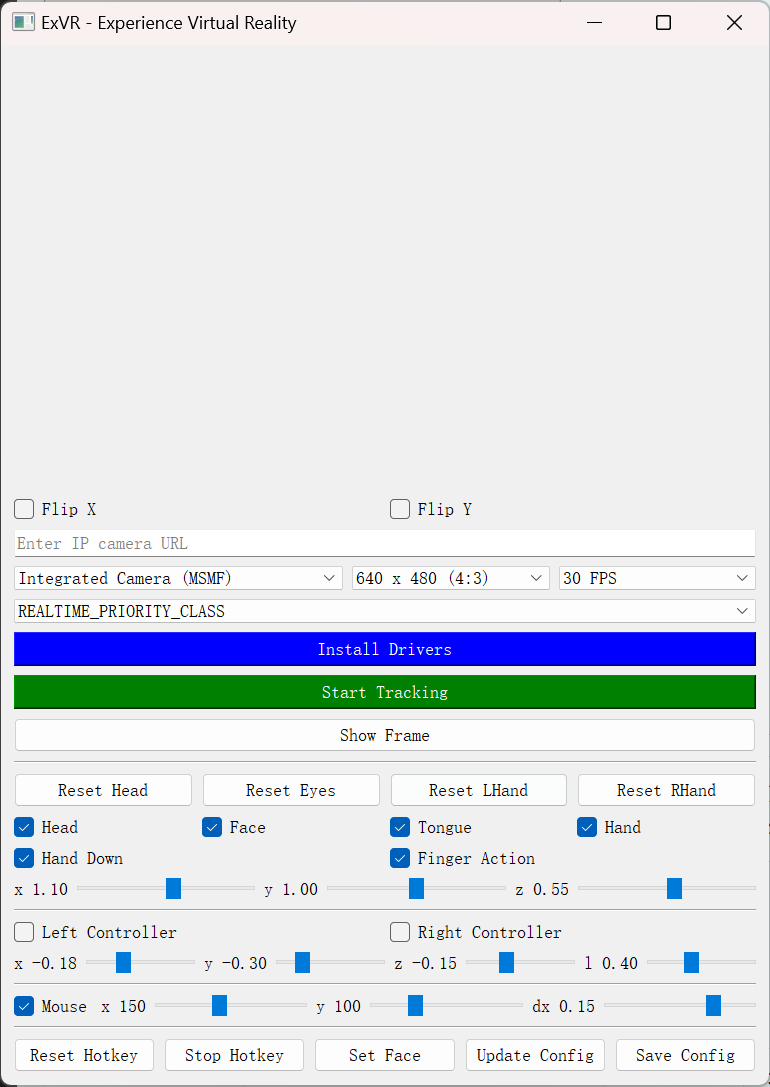 ExVR - Experience Virtual Reality
Flip X Flip Y
Enter IP camera URL
Integrated Camera (MSMF) 640 x 480 (4:3) 30 FPS
REALTIME_PRIORITY_CLASS
Install Drivers
Start Tracking
Show Frame
Reset Head Reset Eyes Reset LHand Reset RHand
Head Face Tongue Hand
Hand Down Finger Action
x 1.10 y 1.00 z 0.55
Left Controller Right Controller
x -0.18 y -0.30 z -0.15 l 0.40
Mouse x 150 y 100 dx 0.15
Reset Hotkey Stop Hotkey Set Face Update Config Save Config